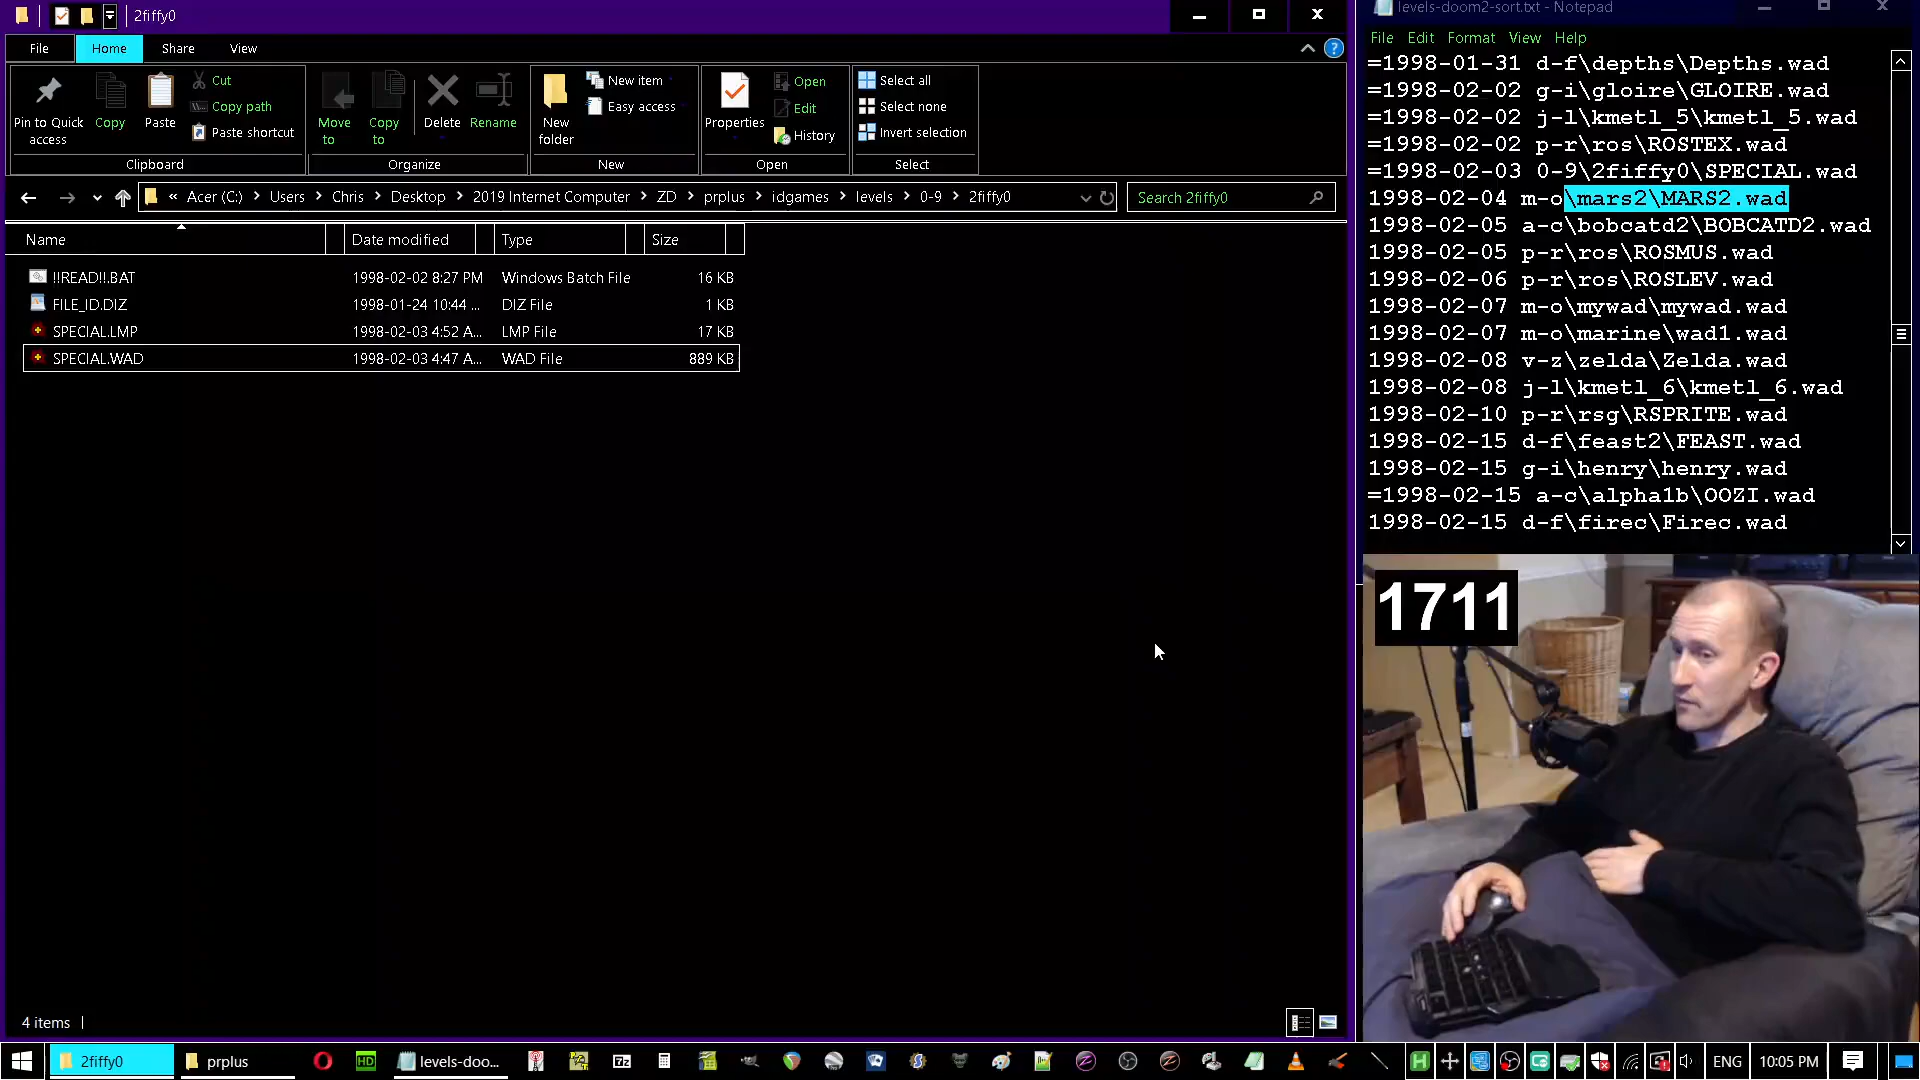 2fiffy0
File Home Share View
Pin to Quick access
Copy
Paste
Cut
Copy path
Paste shortcut
Clipboard
Move to
Copy to
Delete
Rename
Organize
New folder
New item
Easy access
New
Properties
Open
Edit
History
Open
Select all
Select none
Invert selection
Select
« Acer (C:) > Users > Chris > Desktop > 2019 Internet Computer > ZD > prplus > idgames > levels > 0-9 > 2fiffy0
Search 2fiffy0
Name Date modified Type Size
!!READ!!.BAT 1998-02-02 8:27 PM Windows Batch File 16 KB
FILE_ID.DIZ 1998-01-24 10:44 ... DIZ File 1 KB
SPECIAL.LMP 1998-02-03 4:52 A... LMP File 17 KB
SPECIAL.WAD 1998-02-03 4:47 A... WAD File 889 KB
4 items
levels-doom2-sort.txt - Notepad
File Edit Format View Help
=1998-01-31 d-f\depths\Depths.wad
=1998-02-02 g-i\gloire\GLOIRE.wad
=1998-02-02 j-l\kmetl_5\kmetl_5.wad
=1998-02-02 p-r\ros\ROSTEX.wad
=1998-02-03 0-9\2fiffy0\SPECIAL.wad
1998-02-04 m-o\mars2\MARS2.wad
1998-02-05 a-c\bobcatd2\BOBCATD2.wad
1998-02-05 p-r\ros\ROSMUS.wad
1998-02-06 p-r\ros\ROSLEV.wad
1998-02-07 m-o\mywad\mywad.wad
1998-02-07 m-o\marine\wad1.wad
1998-02-08 v-z\zelda\Zelda.wad
1998-02-08 j-l\kmetl_6\kmetl_6.wad
1998-02-10 p-r\rsg\RSPRITE.wad
1998-02-15 d-f\feast2\FEAST.wad
1998-02-15 g-i\henry\henry.wad
=1998-02-15 a-c\alpha1b\OOZI.wad
1998-02-15 d-f\firec\Firec.wad
1711
2fiffy0 prplus HD levels-doo... 7z ENG 10:05 PM